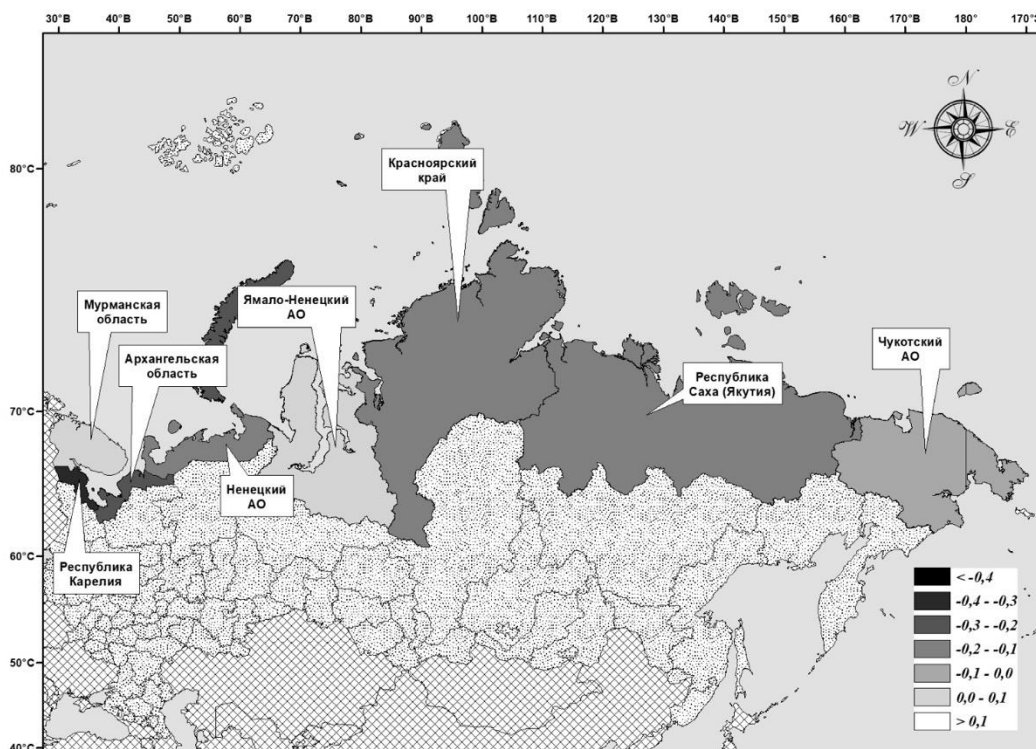 30°В 40°В 50°В 60°В 70°В 80°В 90°В 100°В 110°В 120°В 130°В 140°В 150°В 160°В 170°В 180° 170°З
N
W E
S
80°С
Красноярский
край
Мурманская
область
Ямало-Ненецкий
АО
Архангельская
область
Чукотский
АО
Республика
Саха (Якутия)
70°С
Ненецкий
АО
Республика
Карелия
60°С
50°С
40°С
< -0,4
-0,4 - -0,3
-0,3 - -0,2
-0,2 - -0,1
-0,1 - 0,0
0,0 - 0,1
> 0,1